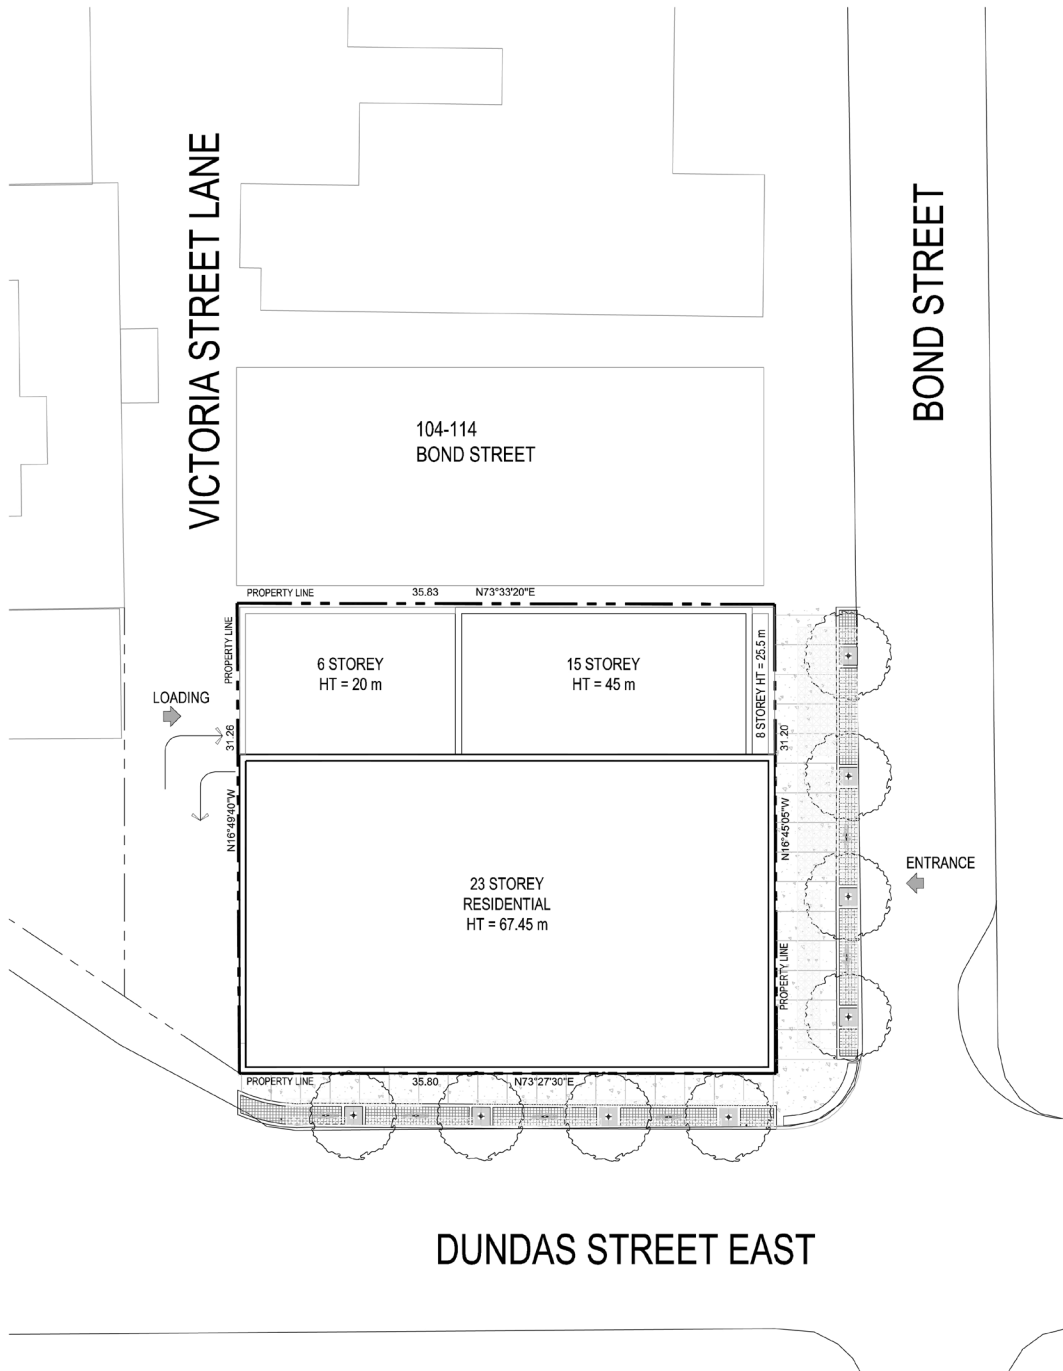 VICTORIA STREET LANE
BOND STREET
104-114
BOND STREET
PROPERTY LINE
35.83
N73°33'20"E
PROPERTY LINE
31.26
N16°49'40"W
6 STOREY
HT = 20 m
15 STOREY
HT = 45 m
8 STOREY HT = 25.5 m
31.20
N16°45'05"W
PROPERTY LINE
LOADING
23 STOREY
RESIDENTIAL
HT = 67.45 m
ENTRANCE
PROPERTY LINE
35.80
N73°27'30"E
DUNDAS STREET EAST